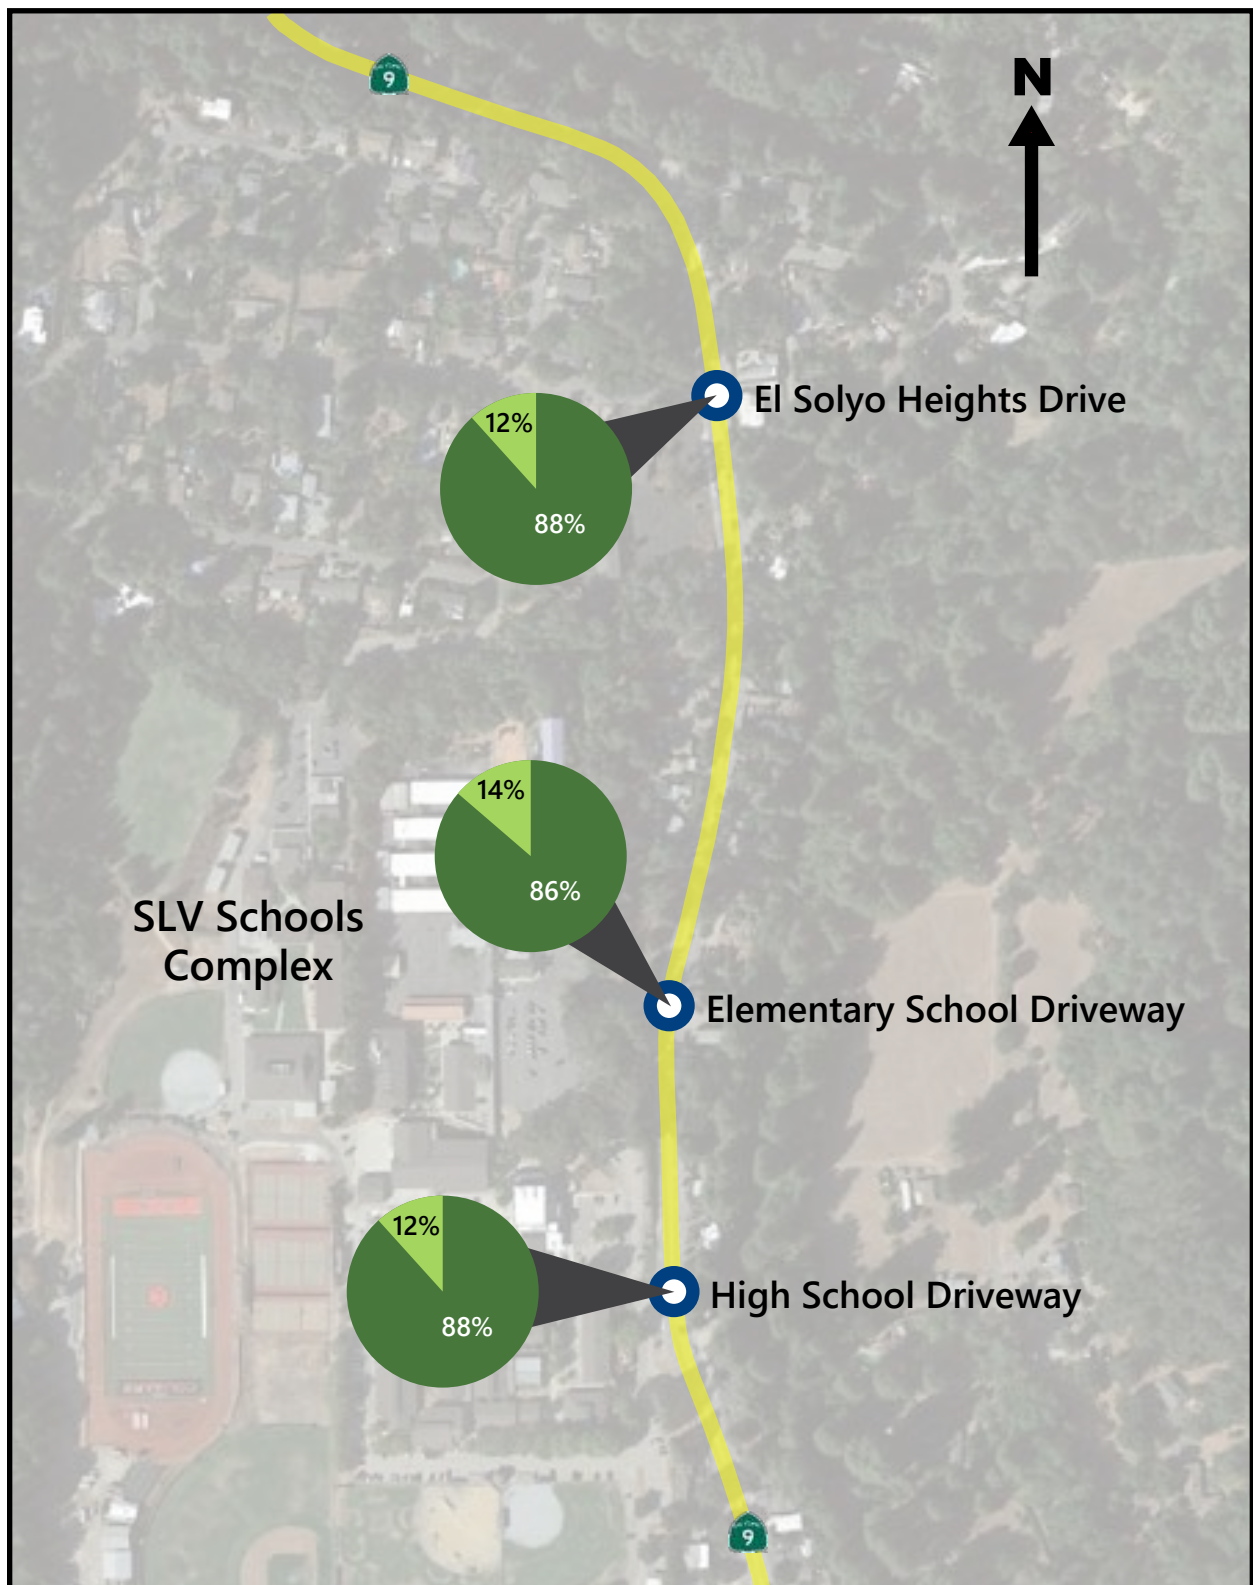 9
N
El Solyo Heights Drive
12%
88%
14%
86%
SLV Schools
Complex
Elementary School Driveway
12%
88%
High School Driveway
9